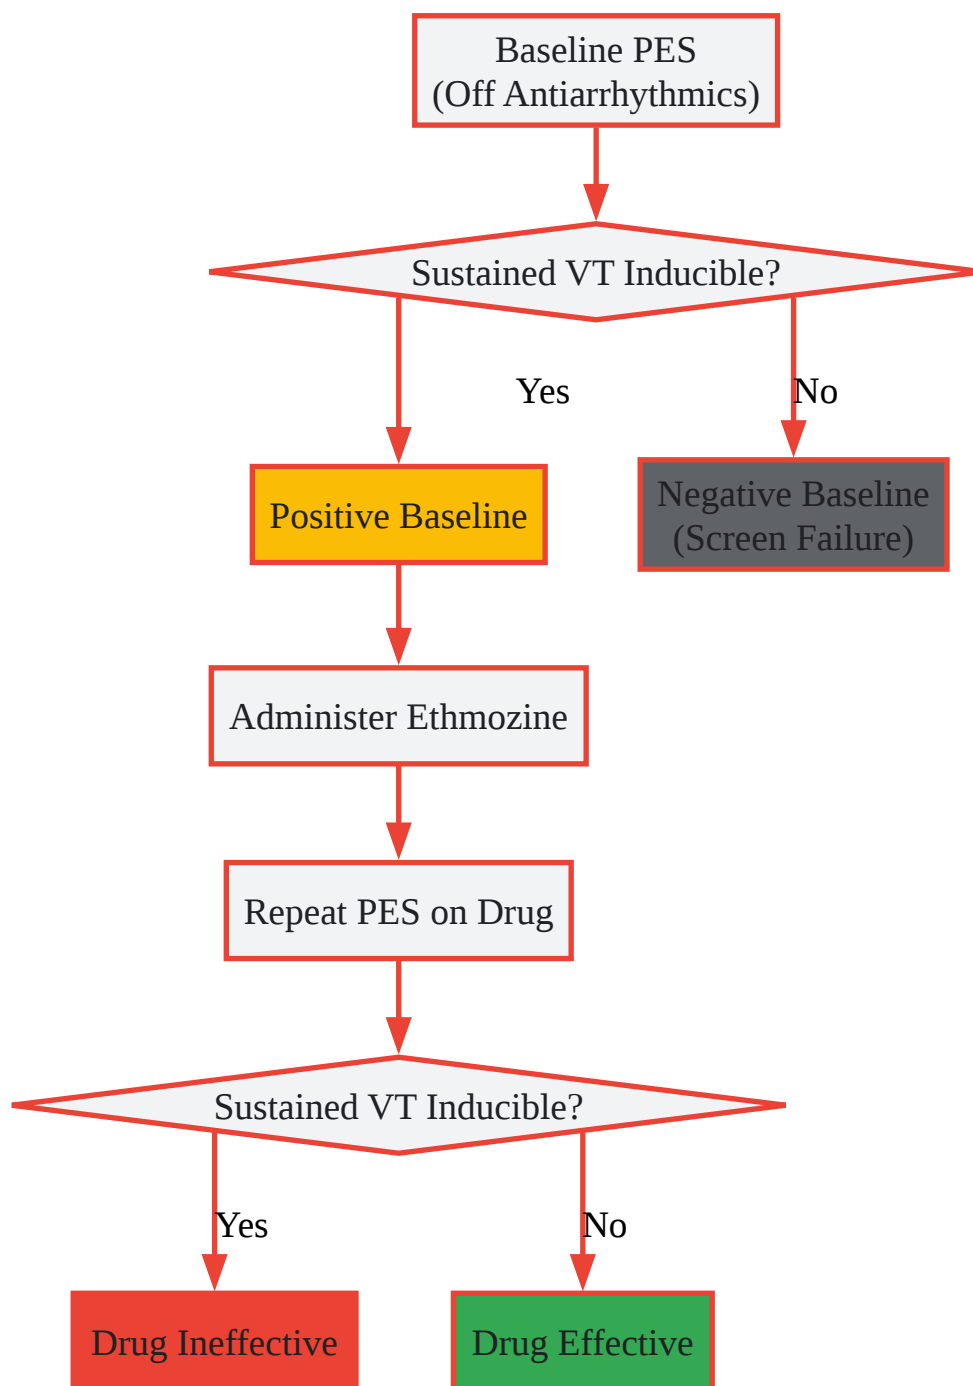 Baseline PES
(Off Antiarrhythmics)
Sustained VT Inducible?
Yes
No
Positive Baseline
Negative Baseline
(Screen Failure)
Administer Ethmozine
Repeat PES on Drug
Sustained VT Inducible?
Yes
No
Drug Ineffective
Drug Effective